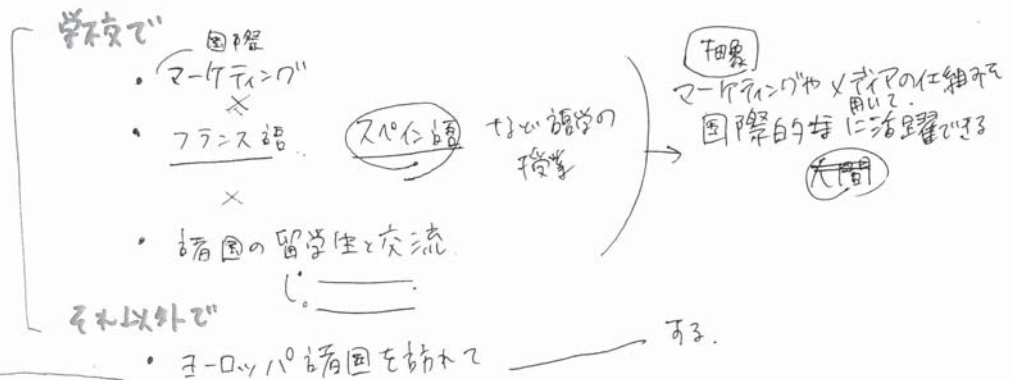 学校で
国際
・マーケティング
×
・フランス語 スペイン語 など語学の
授業
×
・諸国の留学生と交流
し。
それ以外で
・ヨーロッパ諸国を訪れて する.
抽象
マーケティングやメディアの仕組みを
用いて.
国際的な に活躍できる
人間